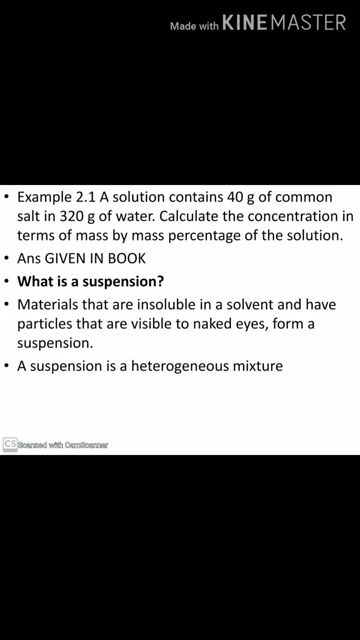 Made with KINEMASTER
• Example 2.1 A solution contains 40 g of common
salt in 320 g of water. Calculate the concentration in
terms of mass by mass percentage of the solution.
• Ans GIVEN IN BOOK
• What is a suspension?
• Materials that are insoluble in a solvent and have
particles that are visible to naked eyes, form a
suspension.
• A suspension is a heterogeneous mixture
CS Scanned with CamScanner